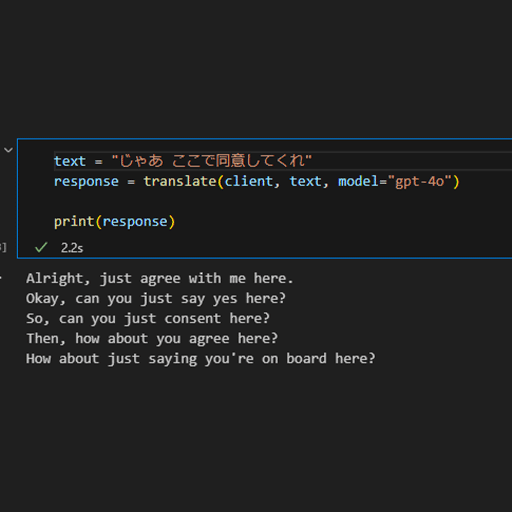 text = "じゃあ ここで同意してくれ"
response = translate(client, text, model="gpt-4o")
print(response)
]
2.2s
Alright, just agree with me here.
Okay, can you just say yes here?
So, can you just consent here?
Then, how about you agree here?
How about just saying you're on board here?